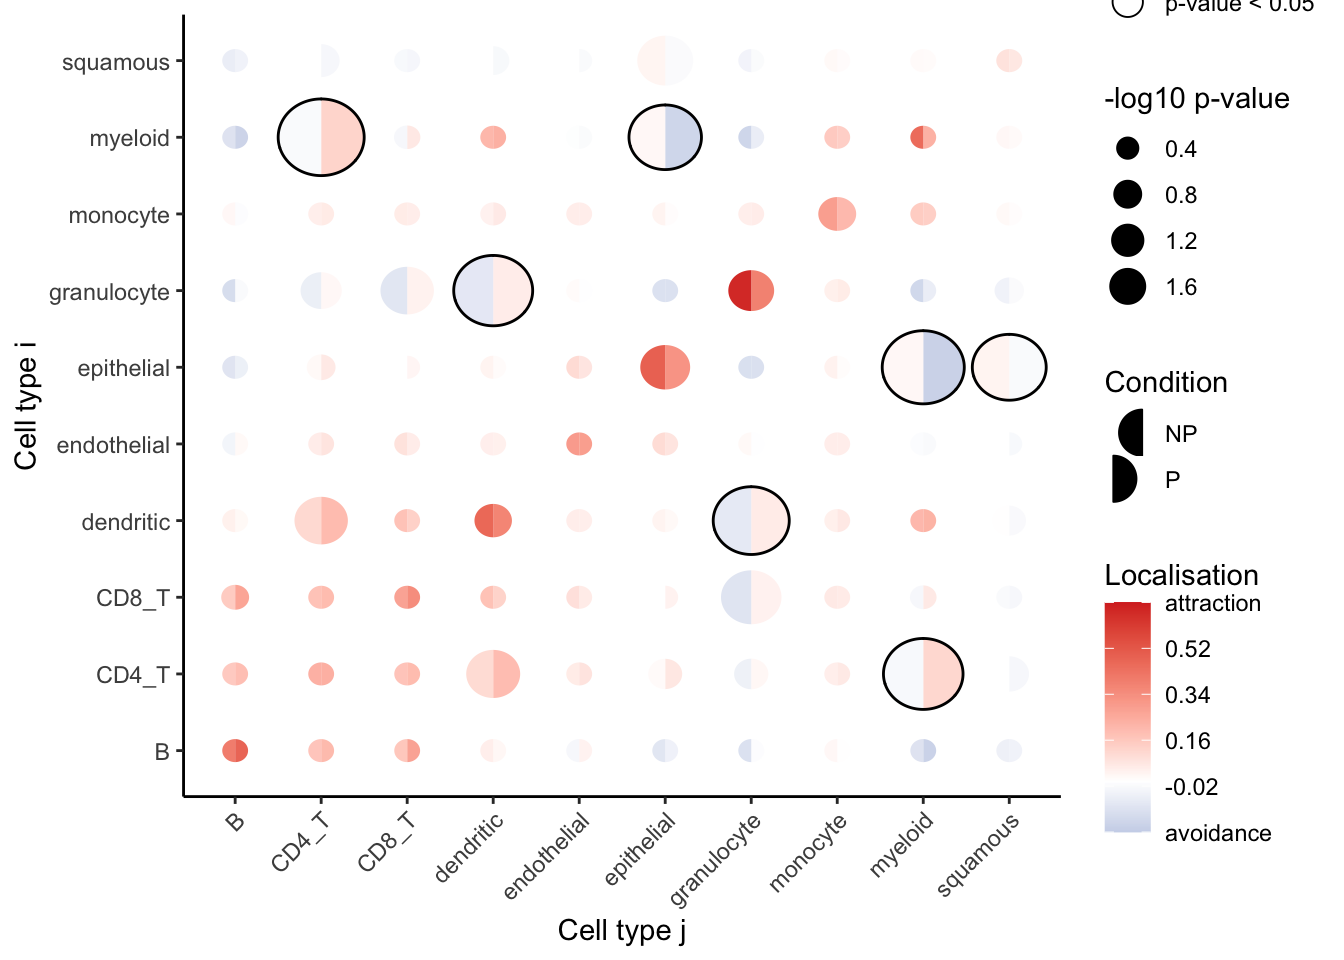 p-value < 0.05
squamous
myeloid
monocyte
granulocyte
epithelial
endothelial
dendritic
CD8_T
CD4_T
B
Cell type i
B
CD4_T
CD8_T
dendritic
endothelial
epithelial
granulocyte
monocyte
myeloid
squamous
Cell type j
-log10 p-value
0.4
0.8
1.2
1.6
Condition
NP
P
Localisation
attraction
0.52
0.34
0.16
-0.02
avoidance